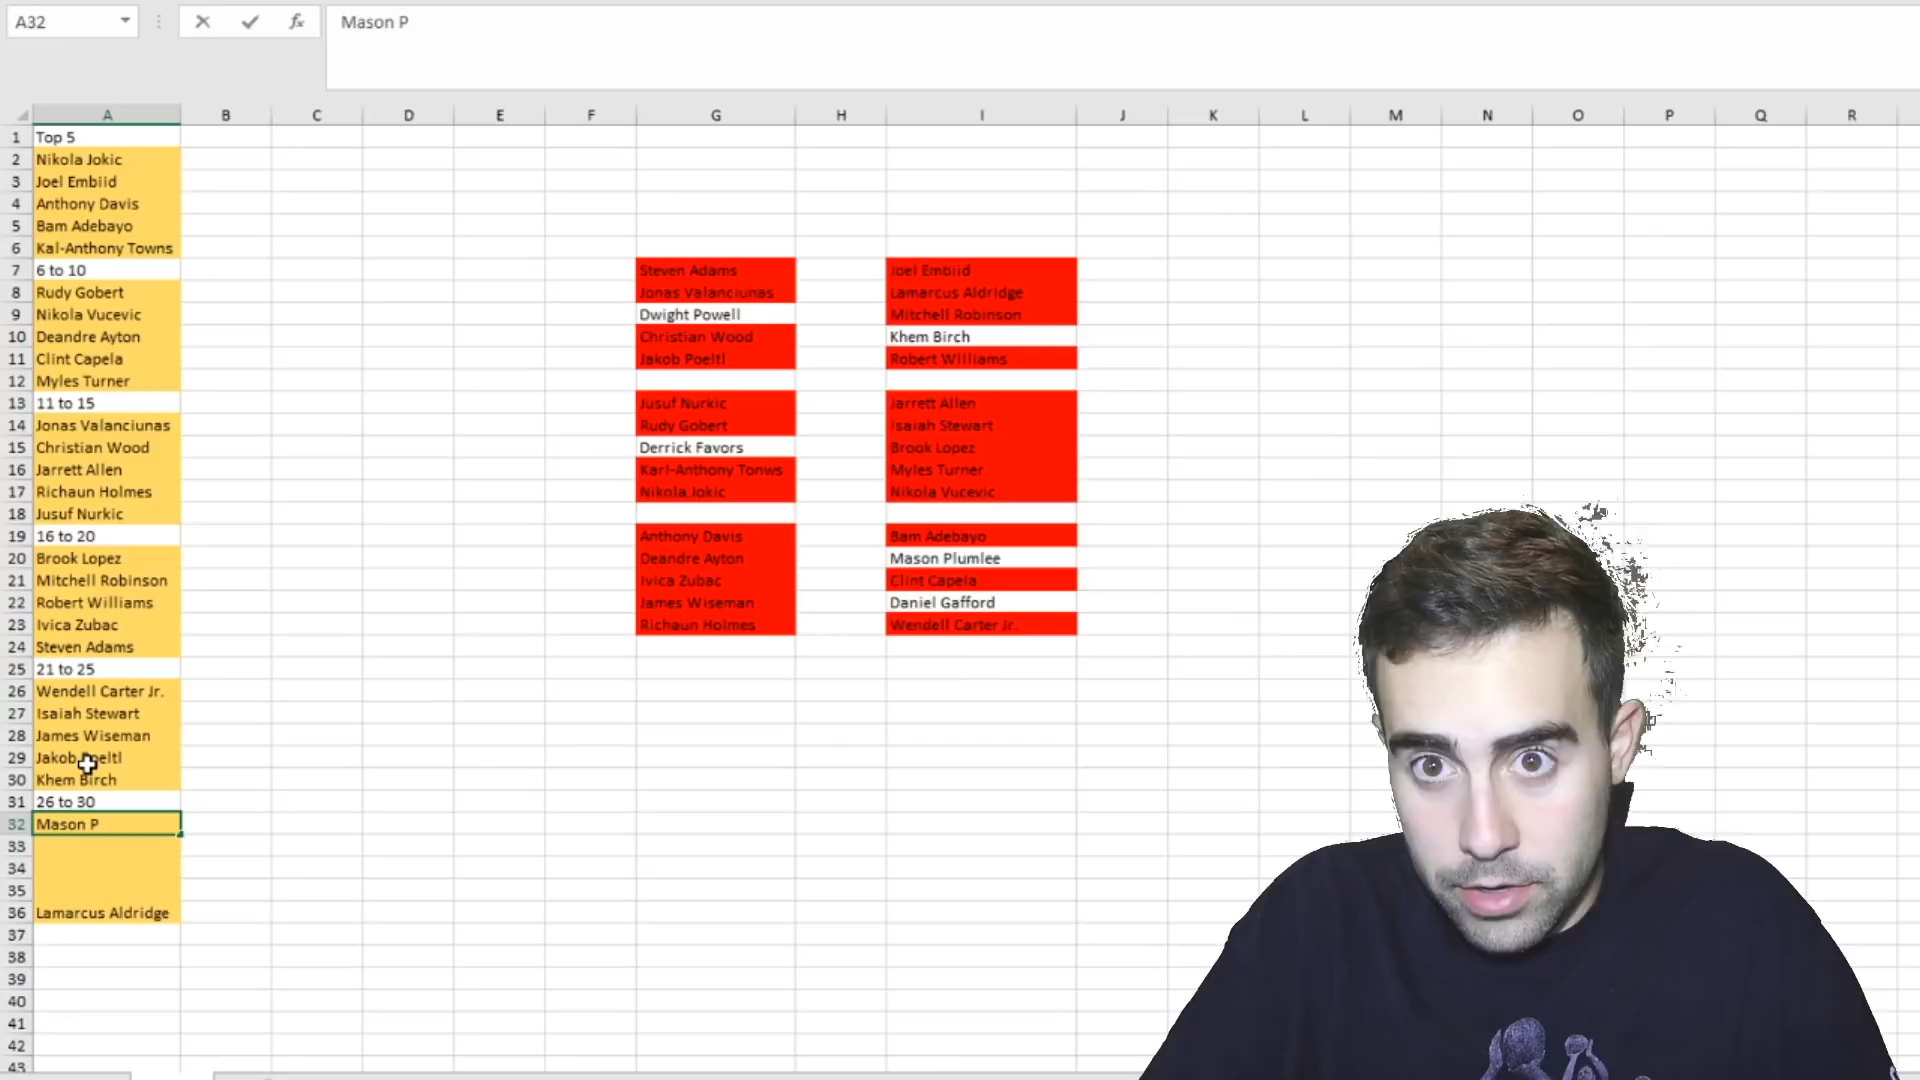 A32
Mason P
A B C D E F G H I J K L M N O P Q R
1 Top 5
2 Nikola Jokic
3 Joel Embiid
4 Anthony Davis
5 Bam Adebayo
6 Kal-Anthony Towns
7 6 to 10 Steven Adams Joel Embiid
8 Rudy Gobert Jonas Valanciunas Lamarcus Aldridge
9 Nikola Vucevic Dwight Powell Mitchell Robinson
10 Deandre Ayton Christian Wood Khem Birch
11 Clint Capela Jakob Poeltl Robert Williams
12 Myles Turner
13 11 to 15 Jusuf Nurkic Jarrett Allen
14 Jonas Valanciunas Rudy Gobert Isaiah Stewart
15 Christian Wood Derrick Favors Brook Lopez
16 Jarrett Allen Karl-Anthony Tonws Myles Turner
17 Richaun Holmes Nikola Jokic Nikola Vucevic
18 Jusuf Nurkic
19 16 to 20 Anthony Davis Bam Adebayo
20 Brook Lopez Deandre Ayton Mason Plumlee
21 Mitchell Robinson Ivica Zubac Clint Capela
22 Robert Williams James Wiseman Daniel Gafford
23 Ivica Zubac Richaun Holmes Wendell Carter Jr.
24 Steven Adams
25 21 to 25
26 Wendell Carter Jr.
27 Isaiah Stewart
28 James Wiseman
29 Jakob Poeltl
30 Khem Birch
31 26 to 30
32 Mason P
33
34
35
36 Lamarcus Aldridge
37
38
39
40
41
42
43